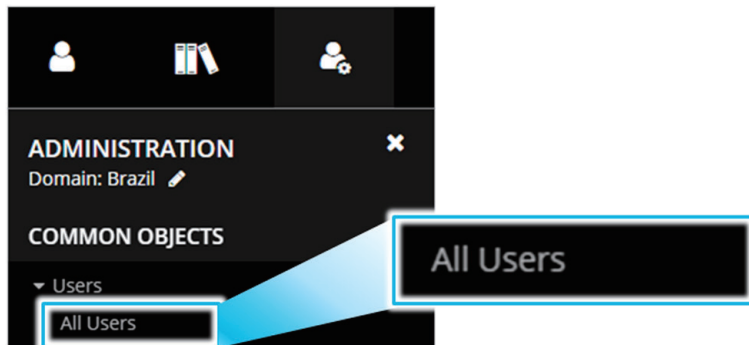 ADMINISTRATION
Domain: Brazil
COMMON OBJECTS
Users
All Users
All Users